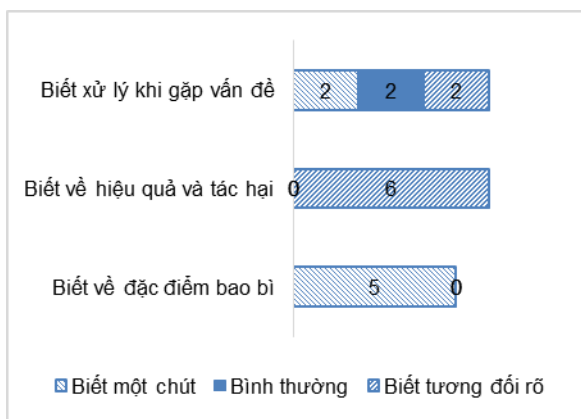 Biết xử lý khi gặp vấn đề
2 2 2
Biết về hiệu quả và tác hại
0 6
Biết về đặc điểm bao bì
5 0
Biết một chút Bình thường Biết tương đối rõ